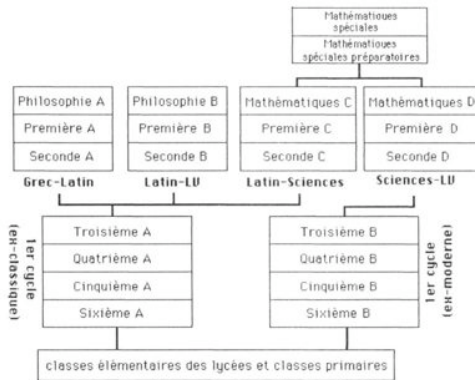 Mathématiques
spéciales
Mathématiques
spéciales préparatoires
Philosophie A
Première A
Seconde A
Grec-Latin
Philosophie B
Première B
Seconde B
Latin-LV
Mathématiques C
Première C
Seconde C
Latin-Sciences
Mathématiques D
Première D
Seconde D
Sciences-LV
1er cycle
(ex-classique)
Troisième A
Quatrième A
Cinquième A
Sixième A
Troisième B
Quatrième B
Cinquième B
Sixième B
1er cycle
(ex-moderne)
classes élémentaires des lycées et classes primaires